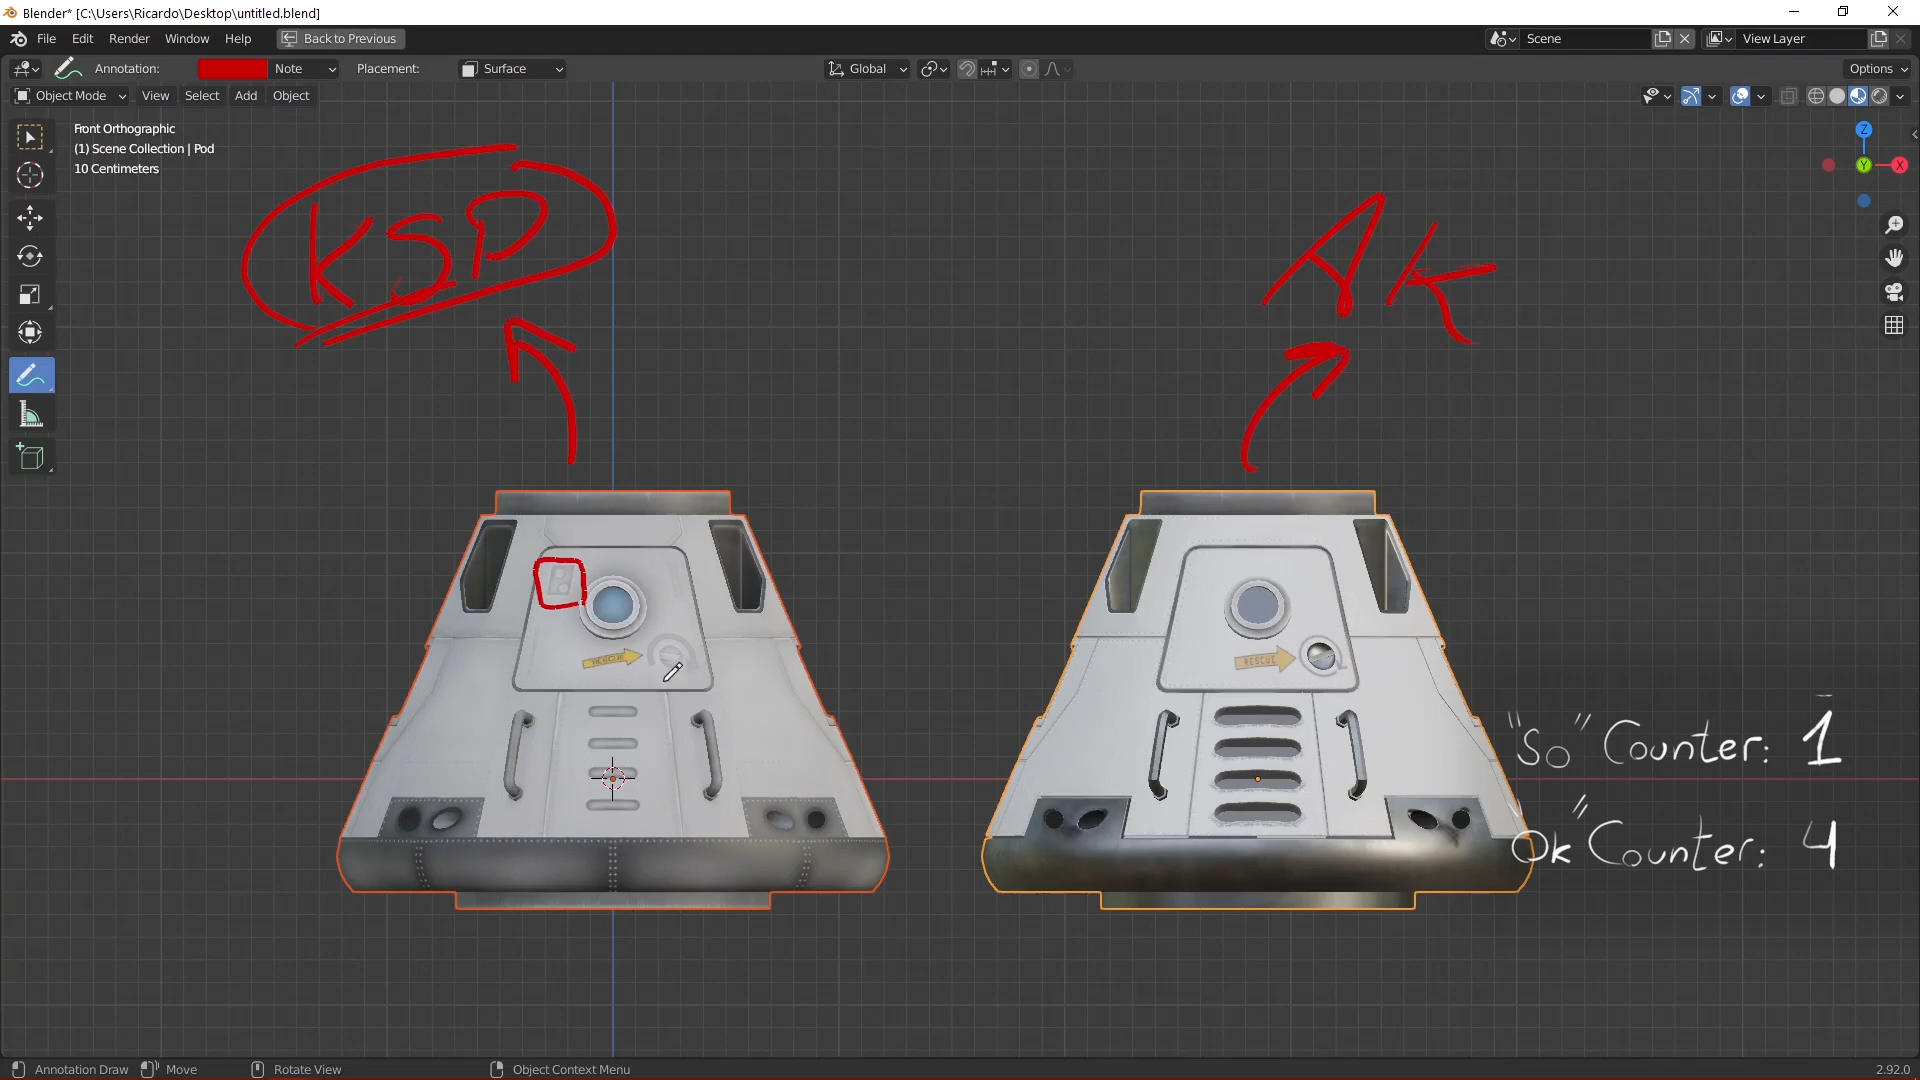 Blender* [C:\Users\Ricardo\Desktop\untitled.blend]
File Edit Render Window Help Back to Previous Scene View Layer
Annotation: Note Placement: Surface Global Options
Object Mode View Select Add Object
Front Orthographic
(1) Scene Collection | Pod
10 Centimeters
Z
Y
X
KSP
AK
RESCUE
RESCUE
"So" Counter: 1
"Ok" Counter: 4
Annotation Draw Move Rotate View Object Context Menu 2.92.0